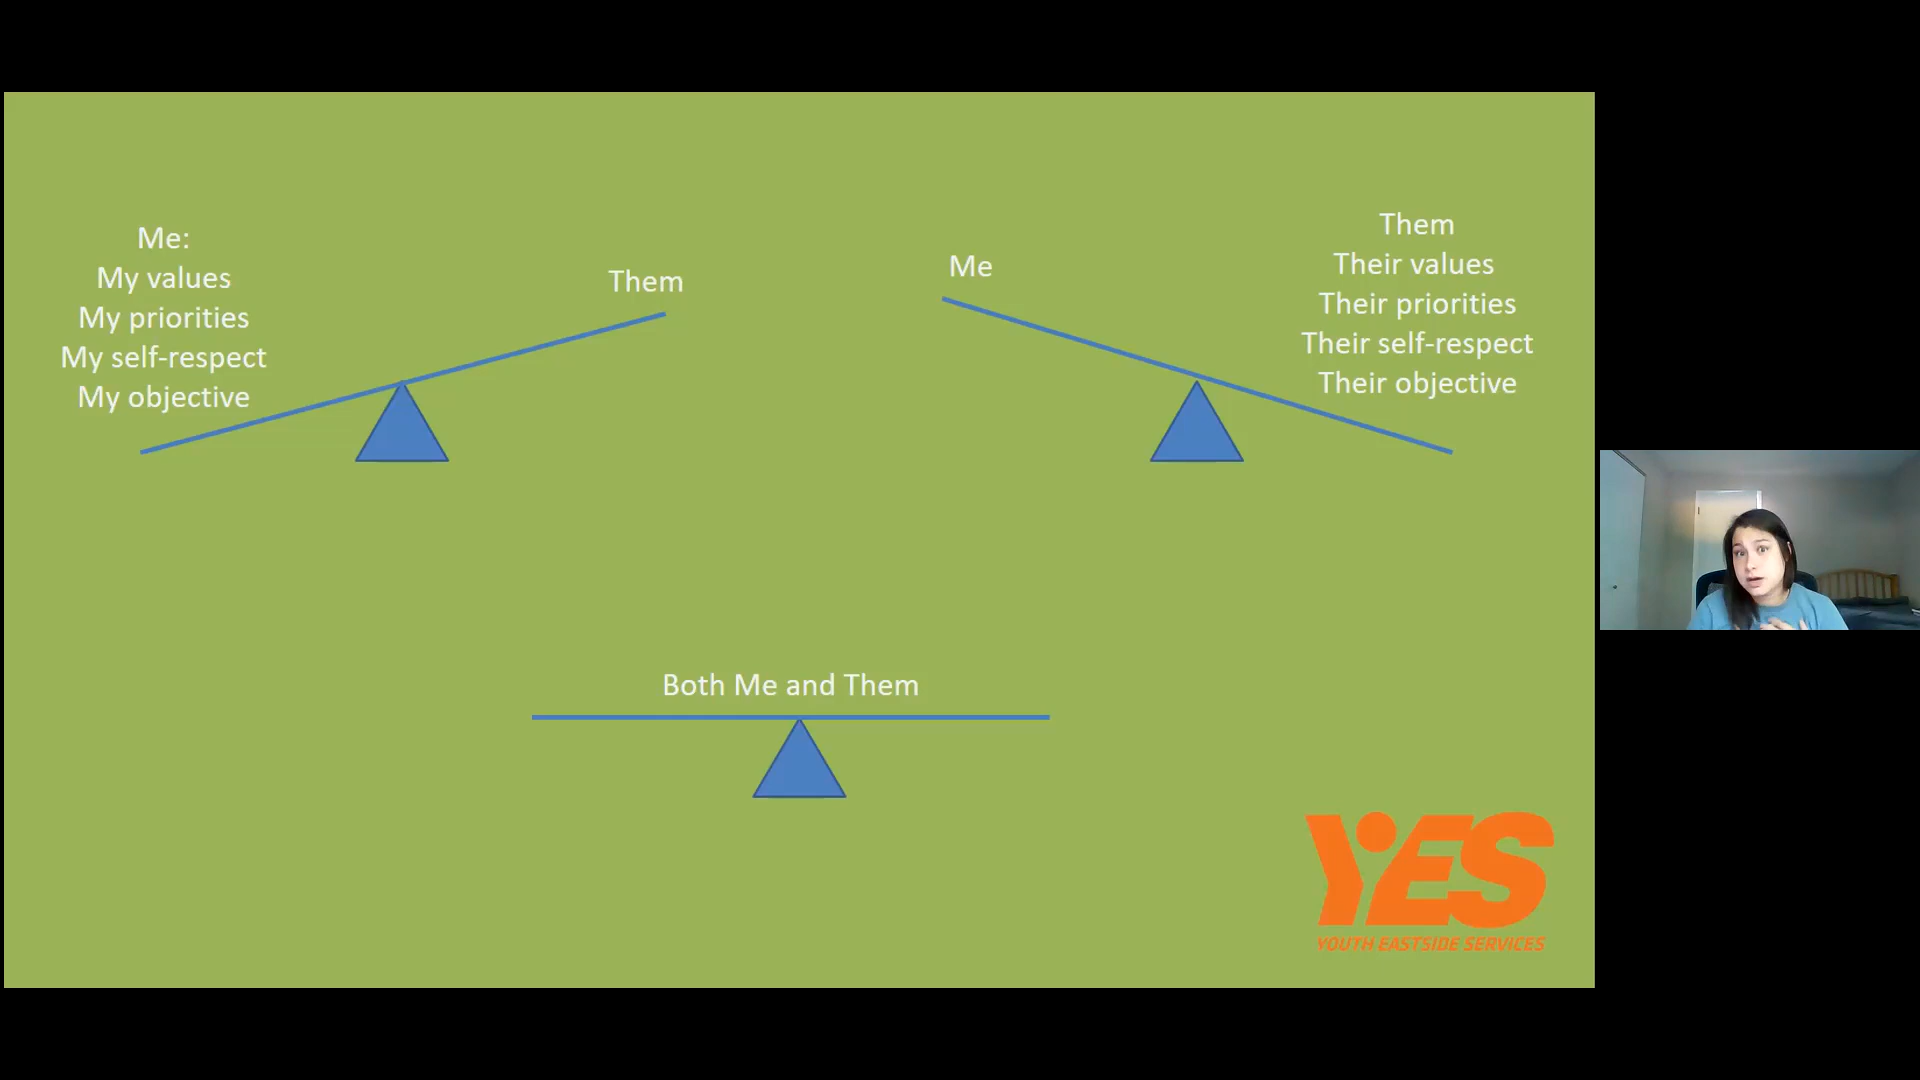 Me:
My values
My priorities
My self-respect
My objective
Them
Me
Them
Their values
Their priorities
Their self-respect
Their objective
Both Me and Them
YES
YOUTH EASTSIDE SERVICES